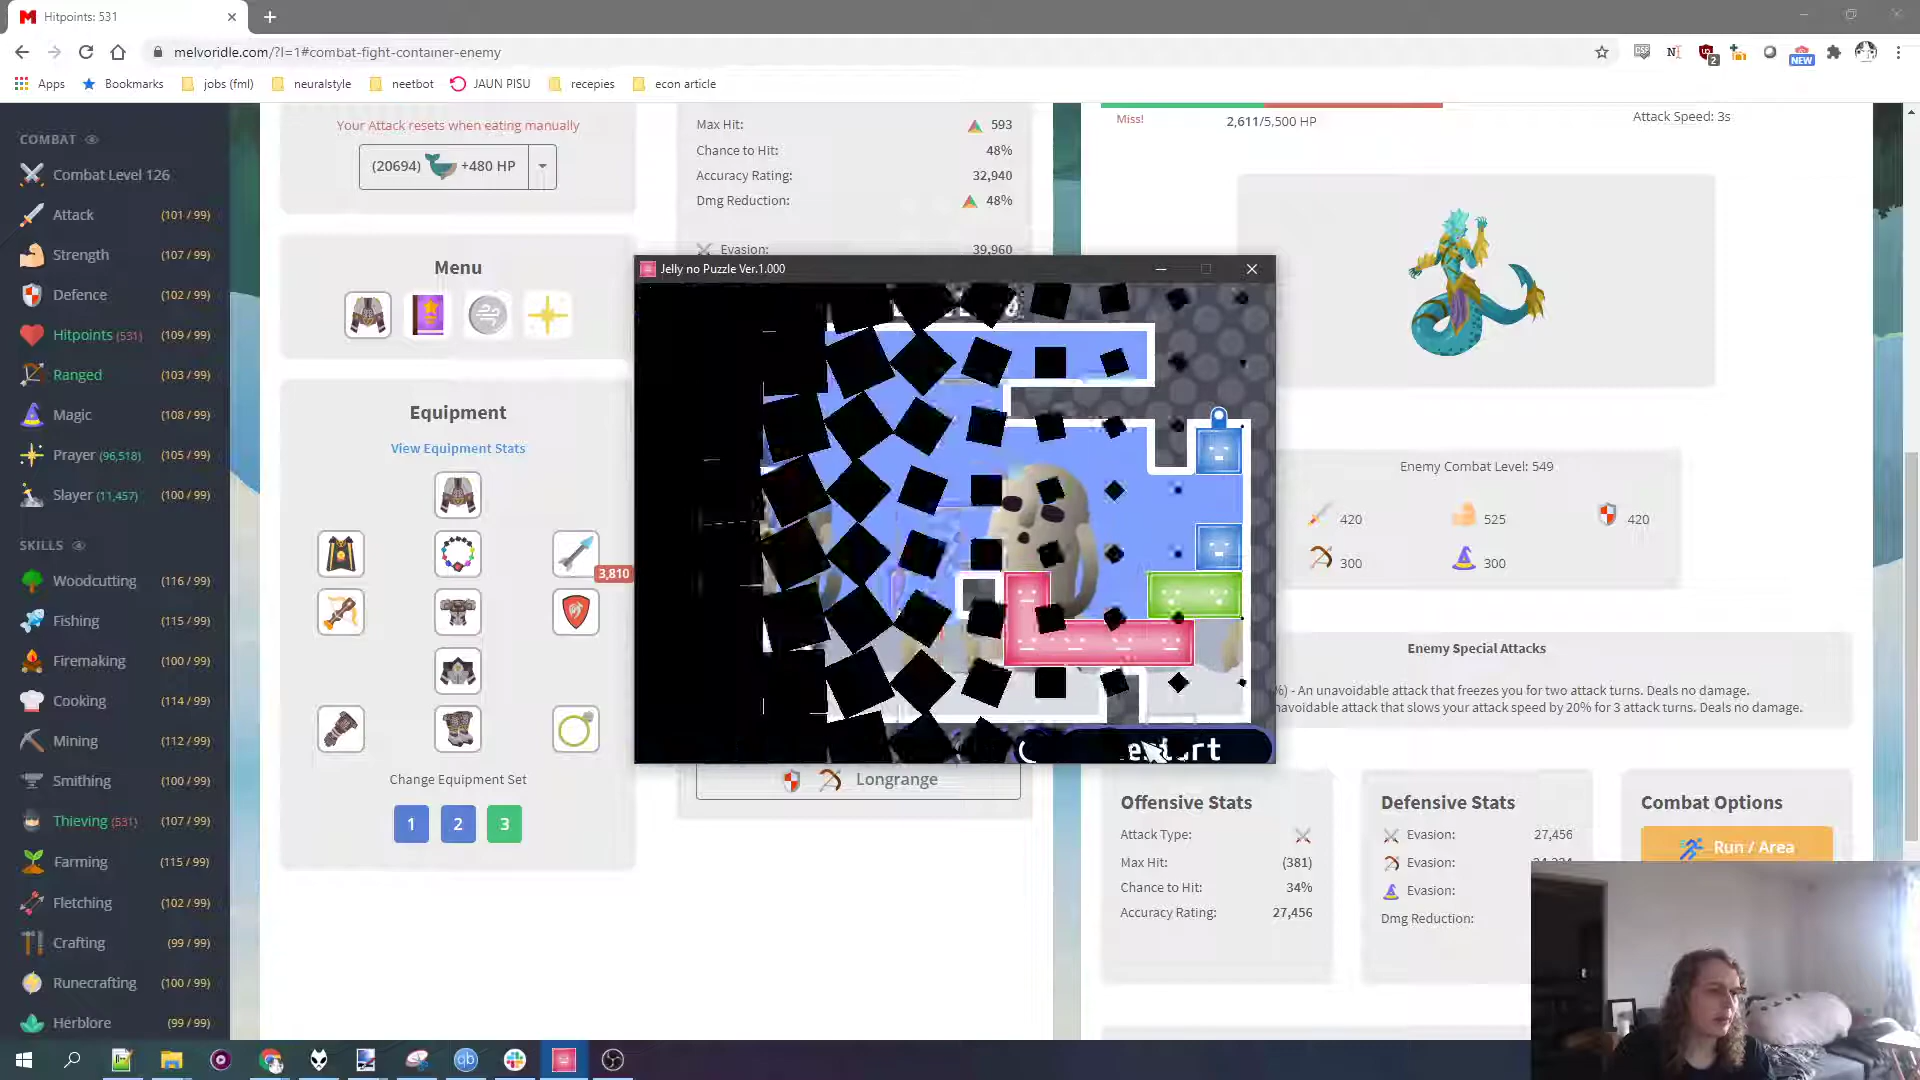 Hitpoints: 531
melvoridle.com/?l=1#combat-fight-container-enemy
2
NEW
Apps
Bookmarks
jobs (fml)
neuralstyle
neetbot
JAUN PISU
recepies
econ article
COMBAT
Combat Level 126
Attack (101 / 99)
Strength (107 / 99)
Defence (102 / 99)
Hitpoints (531) (109 / 99)
Ranged (103 / 99)
Magic (108 / 99)
Prayer (96,518) (105 / 99)
Slayer (11,457) (100 / 99)
SKILLS
Woodcutting (116 / 99)
Fishing (115 / 99)
Firemaking (100 / 99)
Cooking (114 / 99)
Mining (112 / 99)
Smithing (100 / 99)
Thieving (531) (107 / 99)
Farming (115 / 99)
Fletching (102 / 99)
Crafting (99 / 99)
Runecrafting (100 / 99)
Herblore (99 / 99)
Your Attack resets when eating manually
(20694) +480 HP
Menu
Equipment
View Equipment Stats
3,810
Change Equipment Set
1
2
3
Max Hit: 593
Chance to Hit: 48%
Accuracy Rating: 32,940
Dmg Reduction: 48%
Evasion: 39,960
Jelly no Puzzle Ver.1.000
Longrange
Miss!
2,611/5,500 HP
Attack Speed: 3s
Enemy Combat Level: 549
420
525
420
300
300
Enemy Special Attacks
%) - An unavoidable attack that freezes you for two attack turns. Deals no damage.
navoidable attack that slows your attack speed by 20% for 3 attack turns. Deals no damage.
Offensive Stats
Attack Type:
Max Hit: (381)
Chance to Hit: 34%
Accuracy Rating: 27,456
Defensive Stats
Evasion: 27,456
Evasion:
Evasion:
Dmg Reduction:
Combat Options
Run / Area